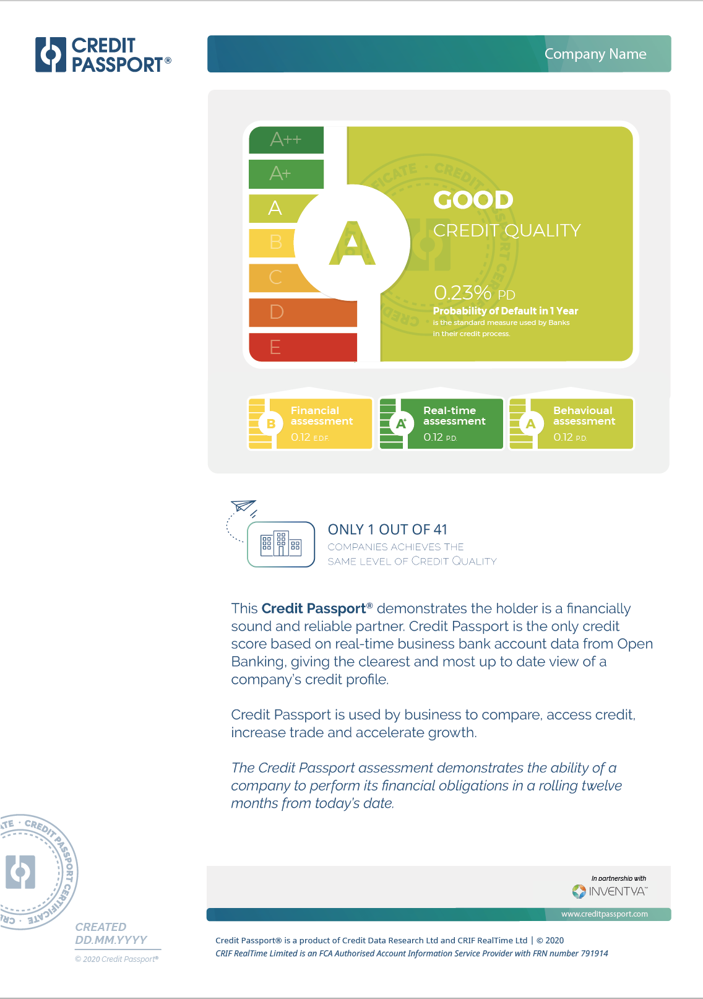 CREDIT
PASSPORT®
Company Name
A++
A+
A
B
C
D
E
A
GOOD
CREDIT QUALITY
0.23% PD
Probability of Default in 1 Year
is the standard measure used by Banks
in their credit process.
B
Financial
assessment
0.12 E.D.F.
A+
Real-time
assessment
0.12 P.D.
A
Behavioual
assessment
0.12 P.D.
ONLY 1 OUT OF 41
COMPANIES ACHIEVES THE
SAME LEVEL OF CREDIT QUALITY
This Credit Passport® demonstrates the holder is a financially
sound and reliable partner. Credit Passport is the only credit
score based on real-time business bank account data from Open
Banking, giving the clearest and most up to date view of a
company’s credit profile.
Credit Passport is used by business to compare, access credit,
increase trade and accelerate growth.
The Credit Passport assessment demonstrates the ability of a
company to perform its financial obligations in a rolling twelve
months from today’s date.
· CREDIT PASSPORT CERTIFICATE ·
CREATED
DD.MM.YYYY
© 2020 Credit Passport®
In partnership with
INVENTYA™
www.creditpassport.com
Credit Passport® is a product of Credit Data Research Ltd and CRIF RealTime Ltd | © 2020
CRIF RealTime Limited is an FCA Authorised Account Information Service Provider with FRN number 791914